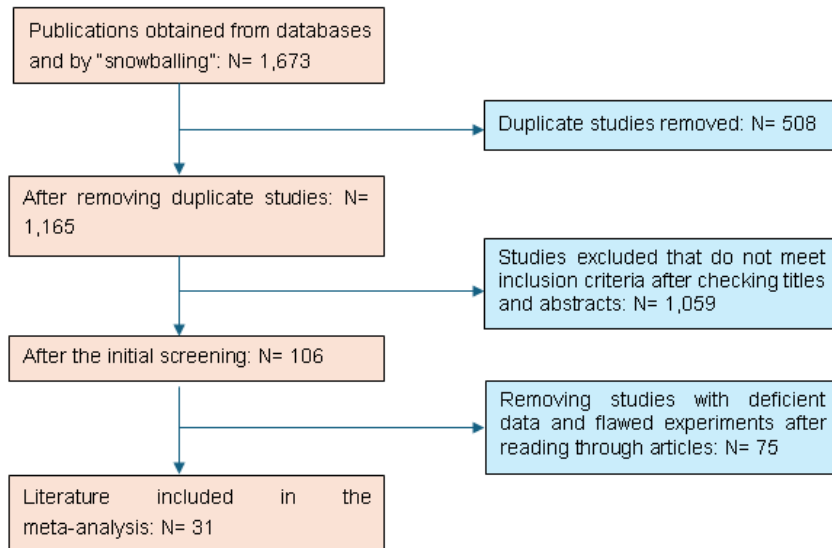 Publications obtained from databases
and by "snowballing": N= 1,673
Duplicate studies removed: N= 508
After removing duplicate studies: N=
1,165
Studies excluded that do not meet
inclusion criteria after checking titles
and abstracts: N= 1,059
After the initial screening: N= 106
Removing studies with deficient
data and flawed experiments after
reading through articles: N= 75
Literature included in the
meta-analysis: N= 31